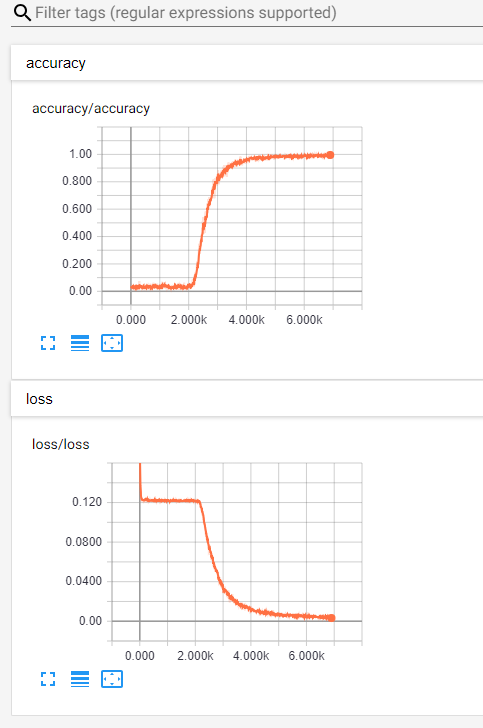 Filter tags (regular expressions supported)
accuracy
accuracy/accuracy
1.00
0.800
0.600
0.400
0.200
0.00
0.000 2.000k 4.000k 6.000k
loss
loss/loss
0.120
0.0800
0.0400
0.00
0.000 2.000k 4.000k 6.000k